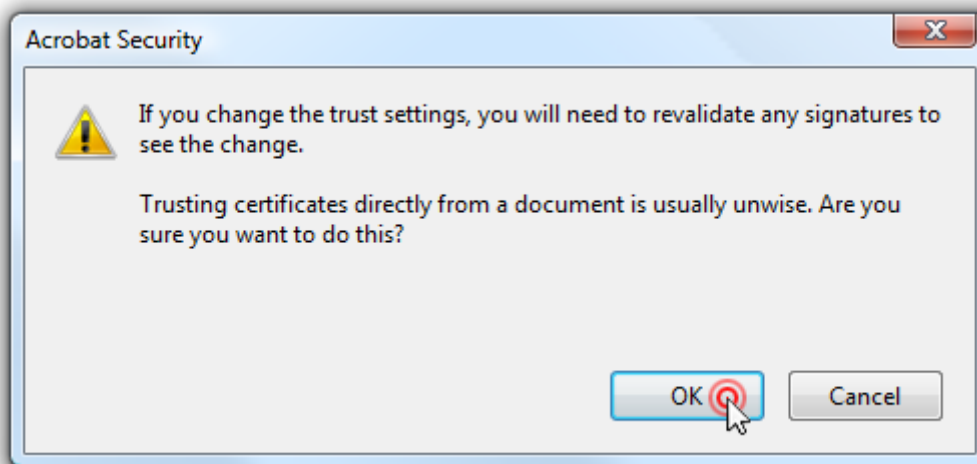 Acrobat Security
If you change the trust settings, you will need to revalidate any signatures to
see the change.
Trusting certificates directly from a document is usually unwise. Are you
sure you want to do this?
OK
Cancel